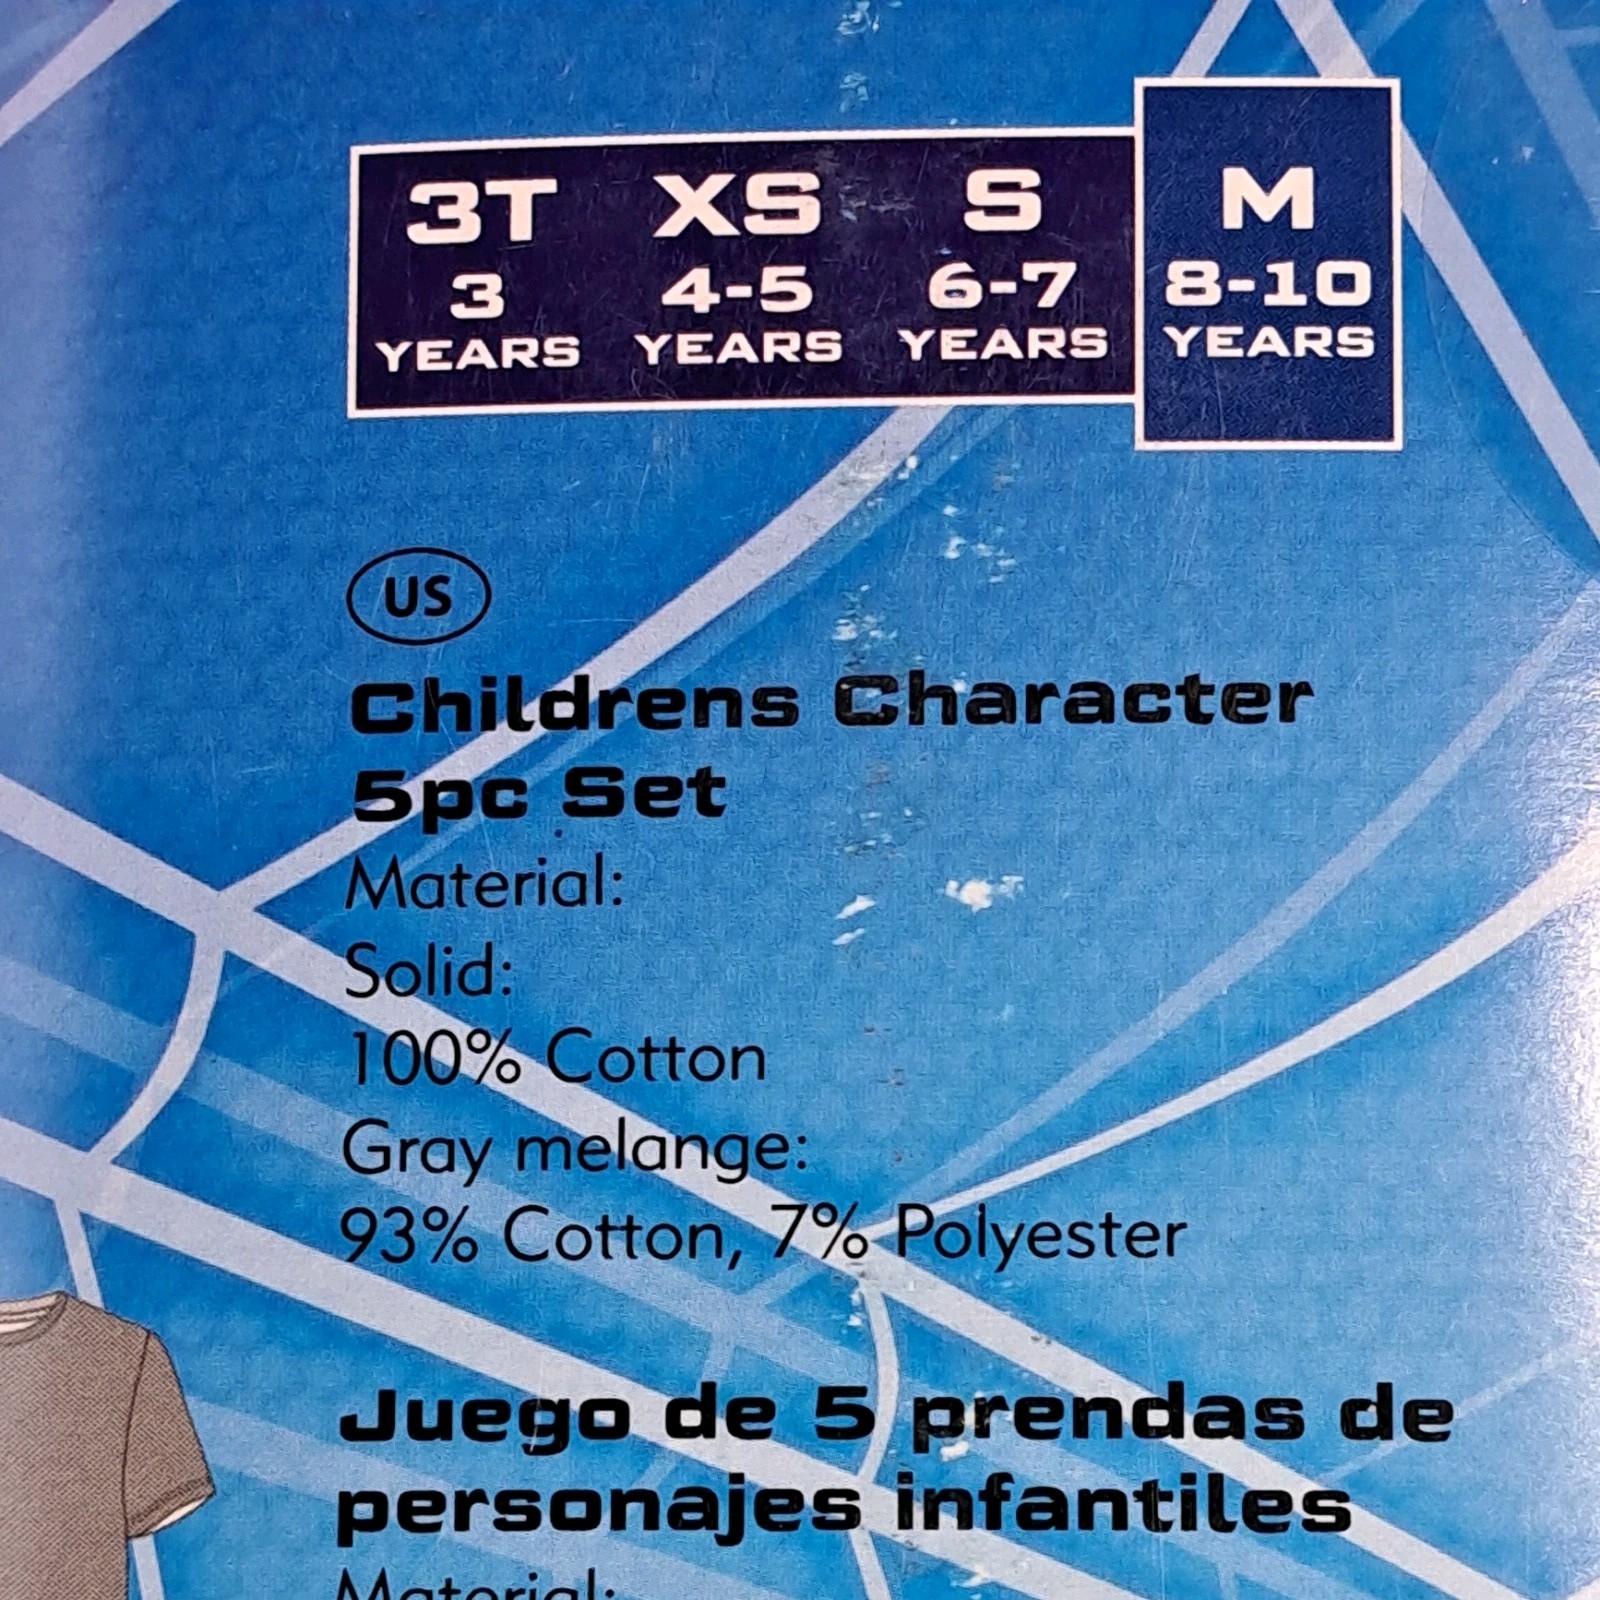 3T XS S M
3 4-5 6-7 8-10
YEARS YEARS YEARS YEARS
US
Childrens Character
5pc Set
Material:
Solid:
100% Cotton
Gray melange:
93% Cotton, 7% Polyester
Juego de 5 prendas de
personajes infantiles
Material: